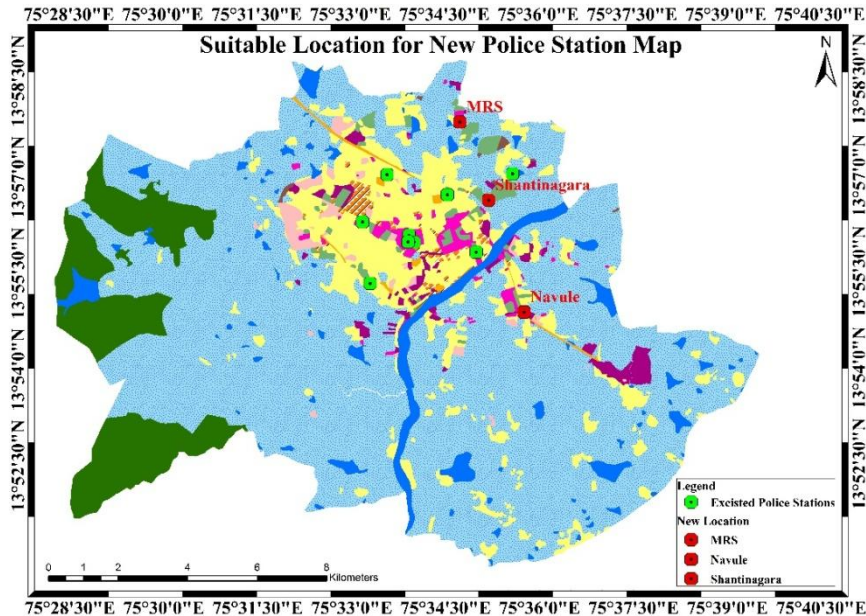 75°28'30"E 75°30'0"E 75°31'30"E 75°33'0"E 75°34'30"E 75°36'0"E 75°37'30"E 75°39'0"E 75°40'30"E
Suitable Location for New Police Station Map
N
13°58'30"N 13°58'30"N
MRS
13°57'0"N 13°57'0"N
Shantinagara
13°55'30"N 13°55'30"N
Navule
13°54'0"N 13°54'0"N
13°52'30"N 13°52'30"N
Legend
Excisted Police Stations
New Location
MRS
Navule
Shantinagara
0 1 2 4 6 8
Kilometers
75°28'30"E 75°30'0"E 75°31'30"E 75°33'0"E 75°34'30"E 75°36'0"E 75°37'30"E 75°39'0"E 75°40'30"E